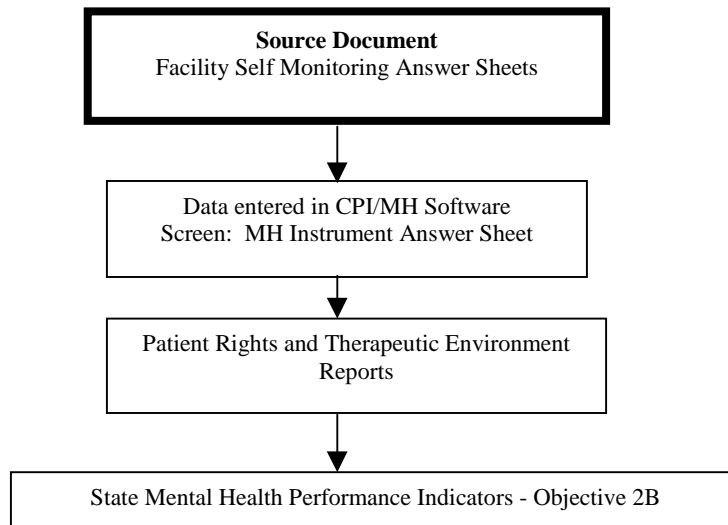 Source Document
Facility Self Monitoring Answer Sheets
Data entered in CPI/MH Software
Screen: MH Instrument Answer Sheet
Patient Rights and Therapeutic Environment
Reports
State Mental Health Performance Indicators - Objective 2B